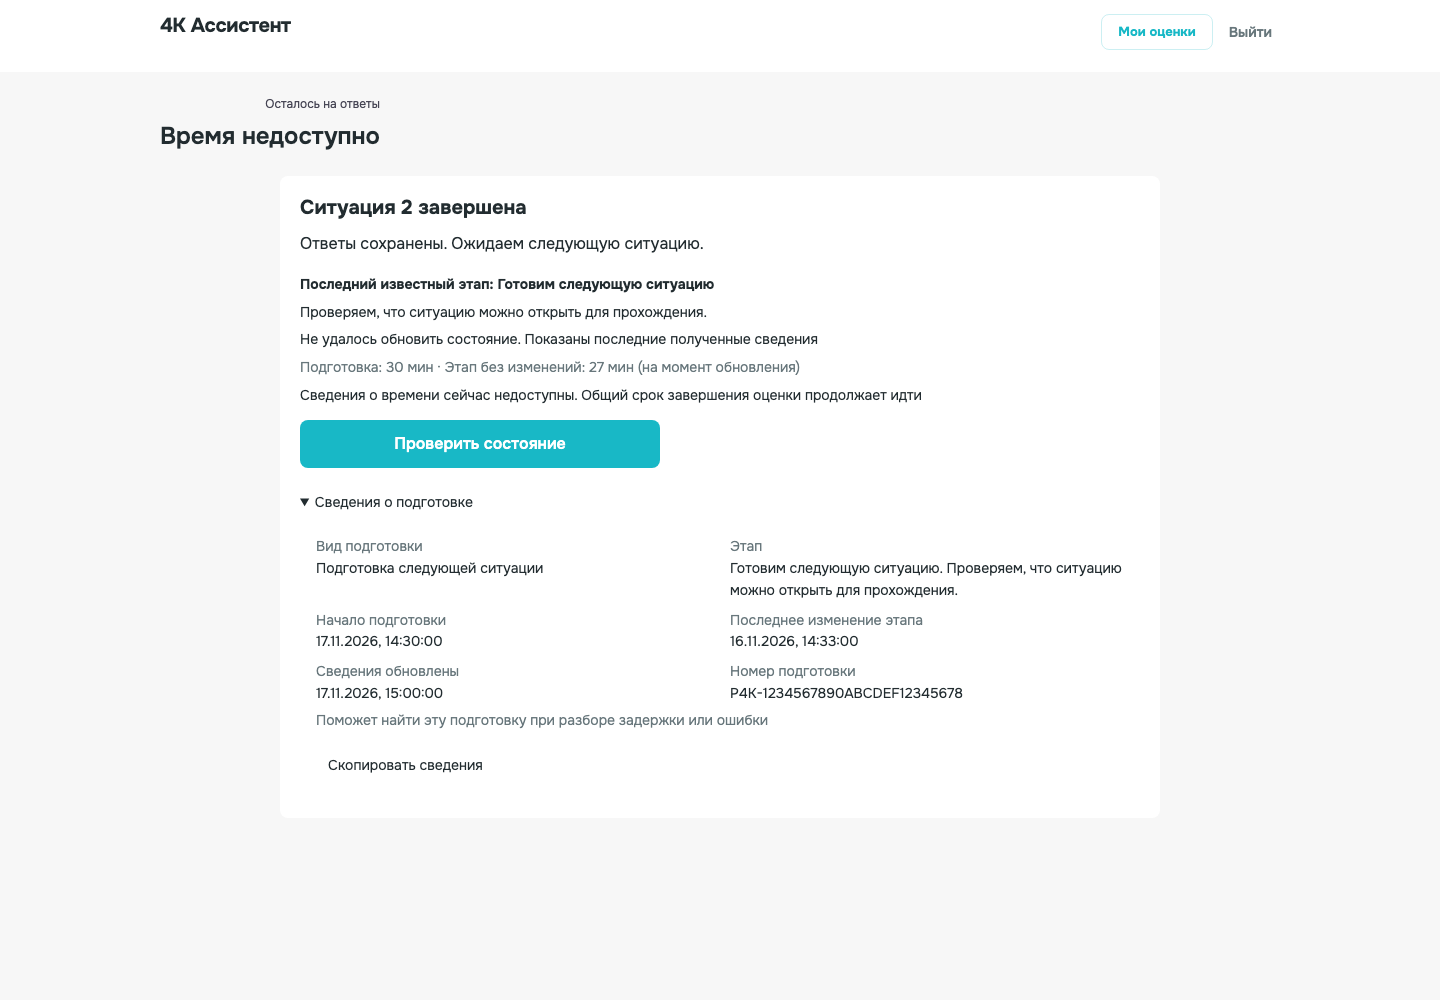 4K Ассистент
Мои оценки
Выйти
Осталось на ответы
Время недоступно
Ситуация 2 завершена
Ответы сохранены. Ожидаем следующую ситуацию.
Последний известный этап: Готовим следующую ситуацию
Проверяем, что ситуацию можно открыть для прохождения.
Не удалось обновить состояние. Показаны последние полученные сведения
Подготовка: 30 мин · Этап без изменений: 27 мин (на момент обновления)
Сведения о времени сейчас недоступны. Общий срок завершения оценки продолжает идти
Проверить состояние
▼ Сведения о подготовке
Вид подготовки
Подготовка следующей ситуации
Этап
Готовим следующую ситуацию. Проверяем, что ситуацию
можно открыть для прохождения.
Начало подготовки
17.11.2026, 14:30:00
Последнее изменение этапа
16.11.2026, 14:33:00
Сведения обновлены
17.11.2026, 15:00:00
Номер подготовки
P4K-1234567890ABCDEF12345678
Поможет найти эту подготовку при разборе задержки или ошибки
Скопировать сведения